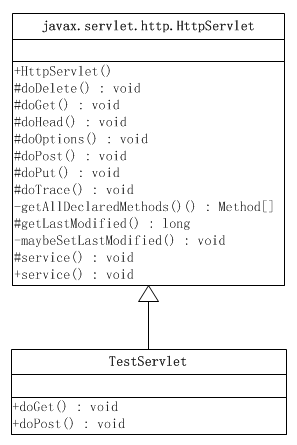 javax.servlet.http.HttpServlet
+HttpServlet()
#doDelete() : void
#doGet() : void
#doHead() : void
#doOptions() : void
#doPost() : void
#doPut() : void
#doTrace() : void
-getAllDeclaredMethods()() : Method[]
#getLastModified() : long
-maybeSetLastModified() : void
#service() : void
+service() : void
TestServlet
+doGet() : void
+doPost() : void